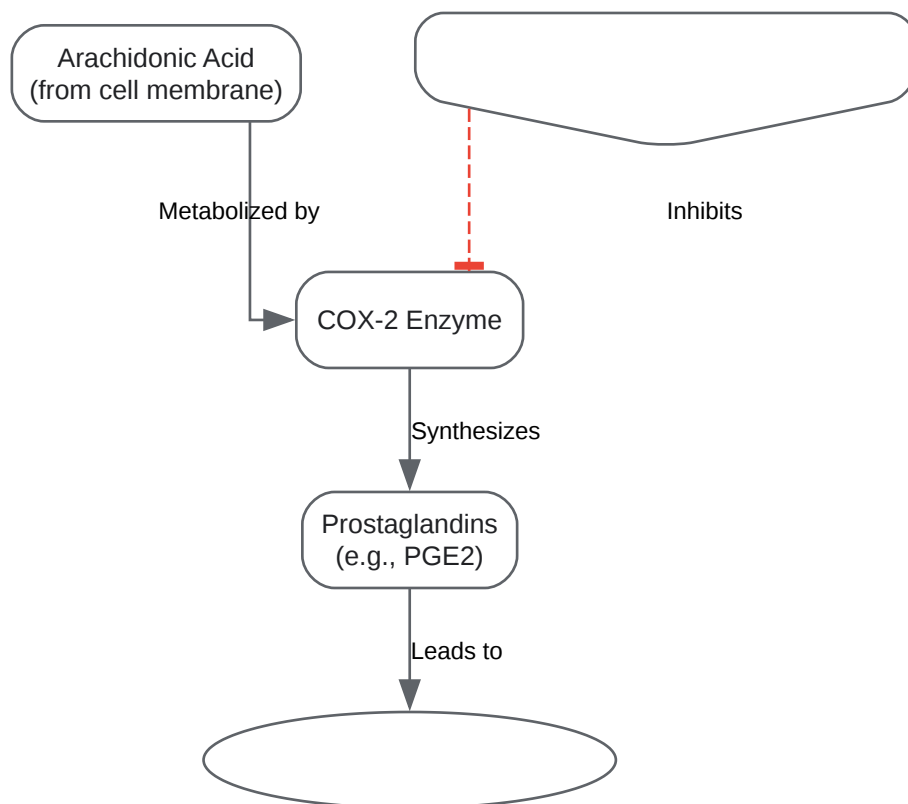 Arachidonic Acid
(from cell membrane)
Metabolized by
Inhibits
COX-2 Enzyme
Synthesizes
Prostaglandins
(e.g., PGE2)
Leads to